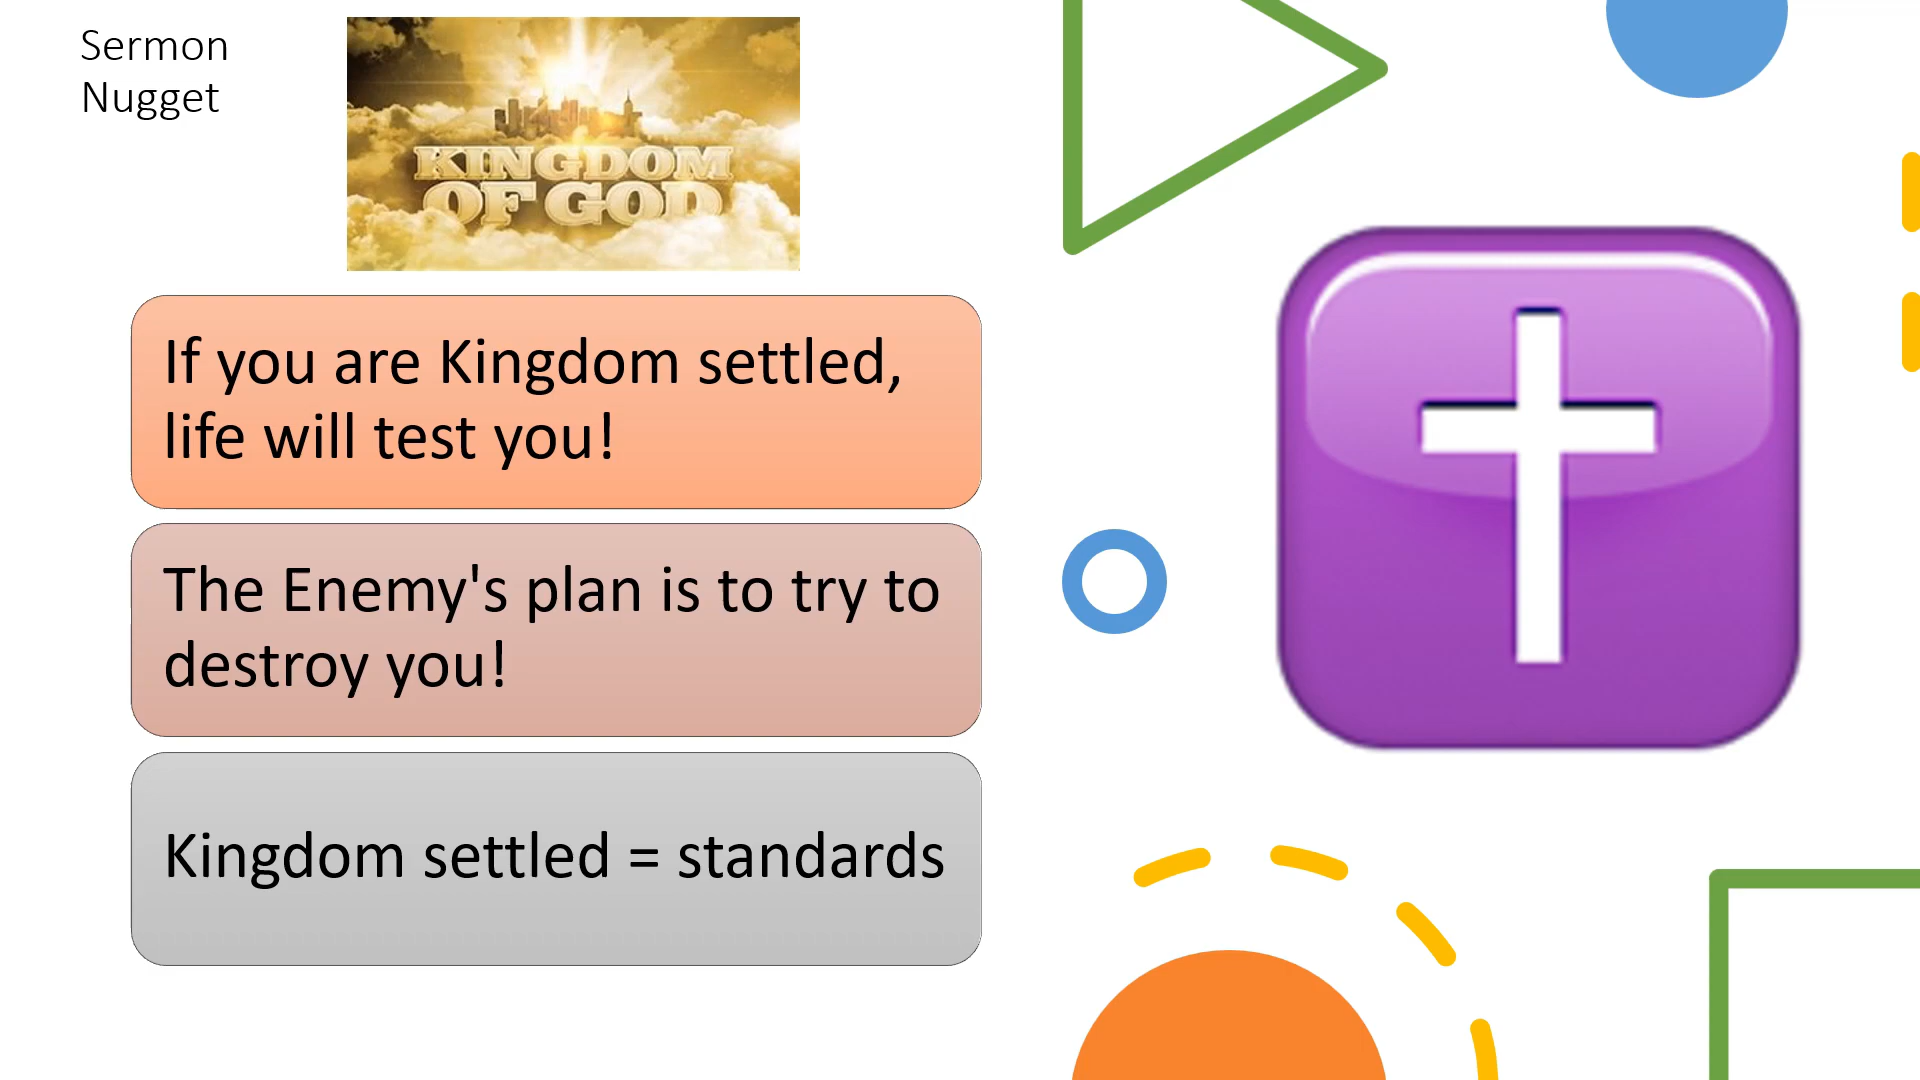 Sermon
Nugget
KINGDOM
OF GOD
If you are Kingdom settled,
life will test you!
The Enemy's plan is to try to
destroy you!
Kingdom settled = standards